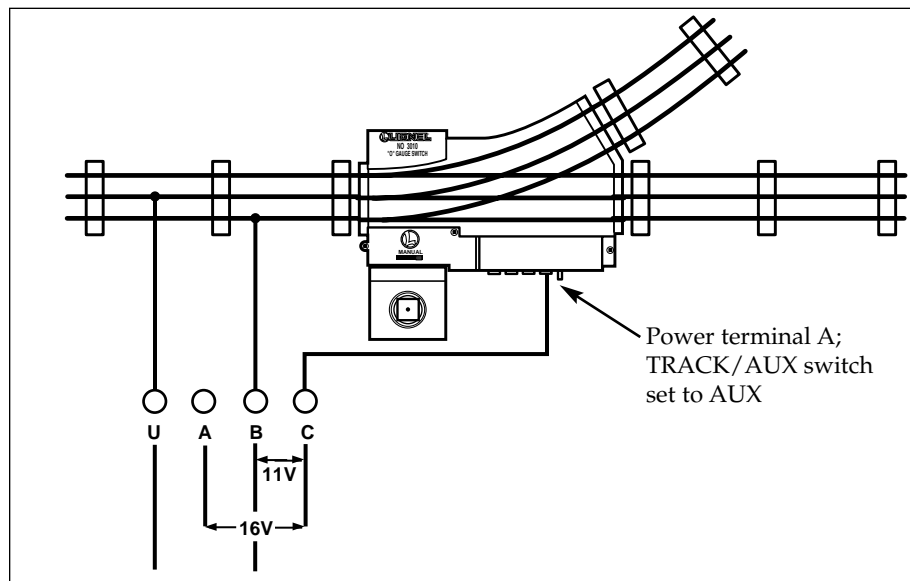 LIONEL
NO 3010
"O" GAUGE SWITCH
L
MANUAL
Power terminal A;
TRACK/AUX switch
set to AUX
U A B C
11V
16V